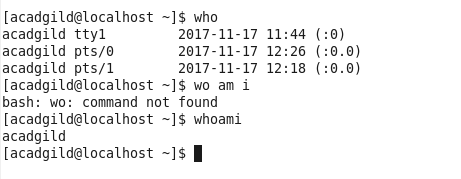 [acadgild@localhost ~]$ who
acadgild tty1         2017-11-17 11:44 (:0)
acadgild pts/0        2017-11-17 12:26 (:0.0)
acadgild pts/1        2017-11-17 12:18 (:0.0)
[acadgild@localhost ~]$ wo am i
bash: wo: command not found
[acadgild@localhost ~]$ whoami
acadgild
[acadgild@localhost ~]$